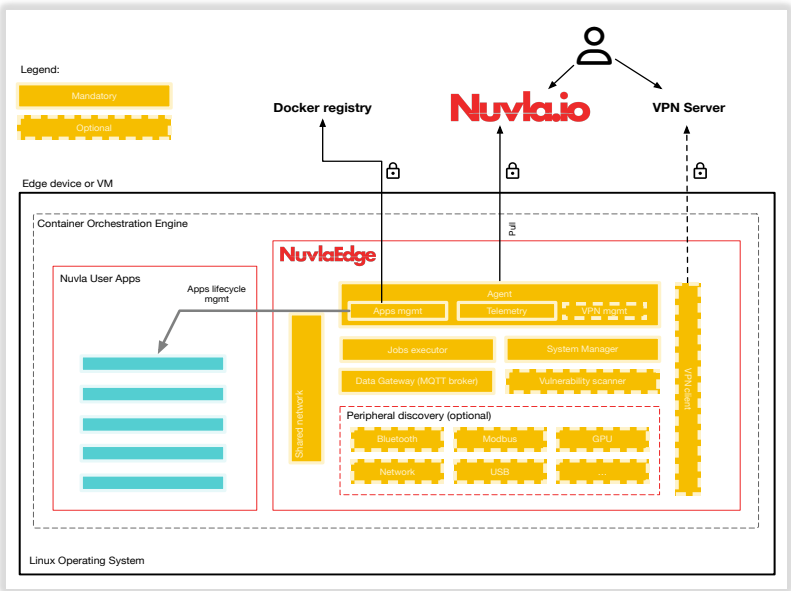 Legend:
Mandatory
Optional
Docker registry
Nuvla.io
VPN Server
Edge device or VM
Container Orchestration Engine
Pull
NuvlaEdge
Nuvla User Apps
Apps lifecycle
mgmt
Agent
Apps mgmt
Telemetry
VPN mgmt
Shared network
Jobs executor
System Manager
Data Gateway (MQTT broker)
Vulnerability scanner
VPN client
Peripheral discovery (optional)
Bluetooth
Modbus
GPU
Network
USB
...
Linux Operating System